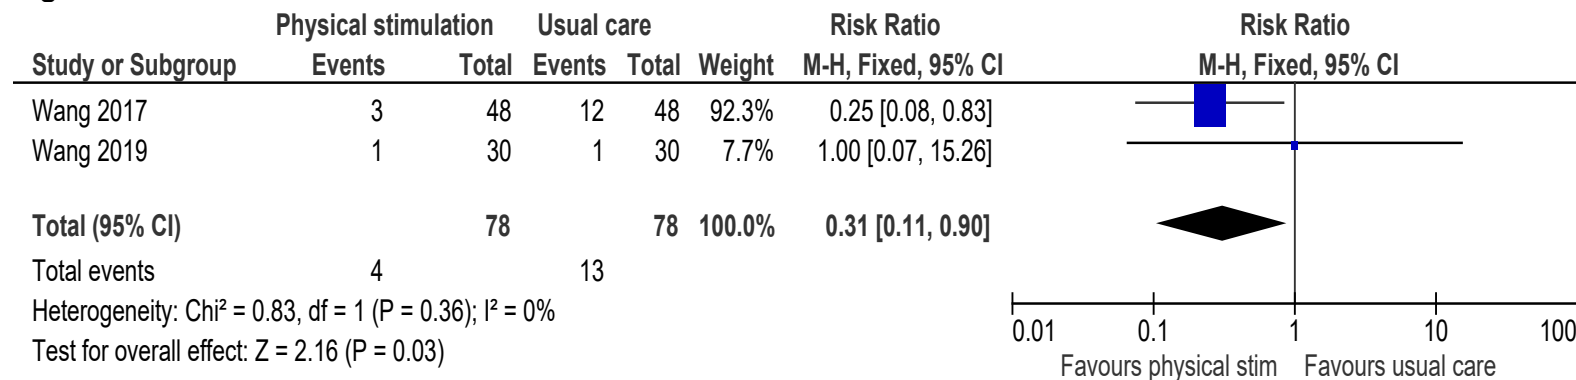 Physical stimulation Usual care Risk Ratio Risk Ratio
Study or Subgroup Events Total Events Total Weight M-H, Fixed, 95% CI M-H, Fixed, 95% CI
Wang 2017 3 48 12 48 92.3% 0.25 [0.08, 0.83]
Wang 2019 1 30 1 30 7.7% 1.00 [0.07, 15.26]
Total (95% CI) 78 78 100.0% 0.31 [0.11, 0.90]
Total events 4 13
Heterogeneity: Chi² = 0.83, df = 1 (P = 0.36); I² = 0%
Test for overall effect: Z = 2.16 (P = 0.03)
0.01 0.1 1 10 100
Favours physical stim Favours usual care